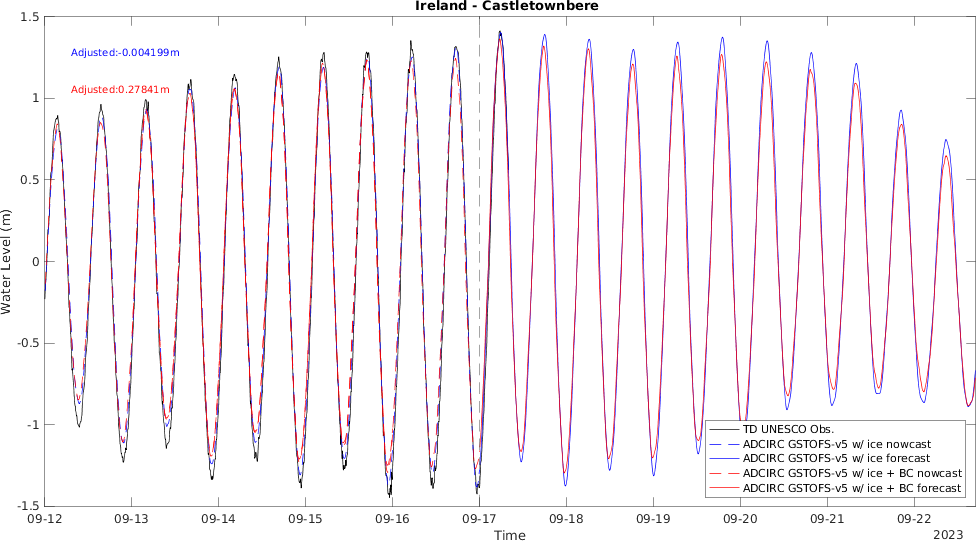 Ireland - Castletownbere
Adjusted:-0.004199m
Adjusted:0.27841m
1.5
1
0.5
0
-0.5
-1
-1.5
Water Level (m)
09-12 09-13 09-14 09-15 09-16 09-17 09-18 09-19 09-20 09-21 09-22
Time
2023
TD UNESCO Obs.
ADCIRC GSTOFS-v5 w/ ice nowcast
ADCIRC GSTOFS-v5 w/ ice forecast
ADCIRC GSTOFS-v5 w/ ice + BC nowcast
ADCIRC GSTOFS-v5 w/ ice + BC forecast